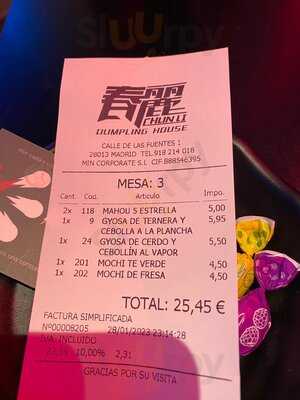 春麗
CHUN LI
DUMPLING HOUSE
CALLE DE LAS FUENTES 1
28013 MADRID TEL.918 214 018
MIN CORPORATE S.L CIF.B88546395
MESA: 3
Cant. Cod. Artículo Impo.
2x 118 MAHOU 5 ESTRELLA 5,00
1x 9 GYOSA DE TERNERA Y 5,95
CEBOLLA A LA PLANCHA
1x 24 GYOSA DE CERDO Y 5,50
CEBOLLÍN AL VAPOR
1x 201 MOCHI TE VERDE 4,50
1x 202 MOCHI DE FRESA 4,50
TOTAL: 25,45 €
FACTURA SIMPLIFICADA
Nº00008205 28/01/2023 23:14:28
IVA. INCLUIDO
10,00% 2,31
GRACIAS POR SU VISITA
Sluurpy